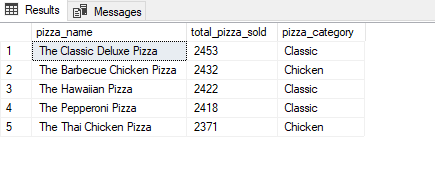 Results Messages
pizza_name total_pizza_sold pizza_category
1 The Classic Deluxe Pizza 2453 Classic
2 The Barbecue Chicken Pizza 2432 Chicken
3 The Hawaiian Pizza 2422 Classic
4 The Pepperoni Pizza 2418 Classic
5 The Thai Chicken Pizza 2371 Chicken